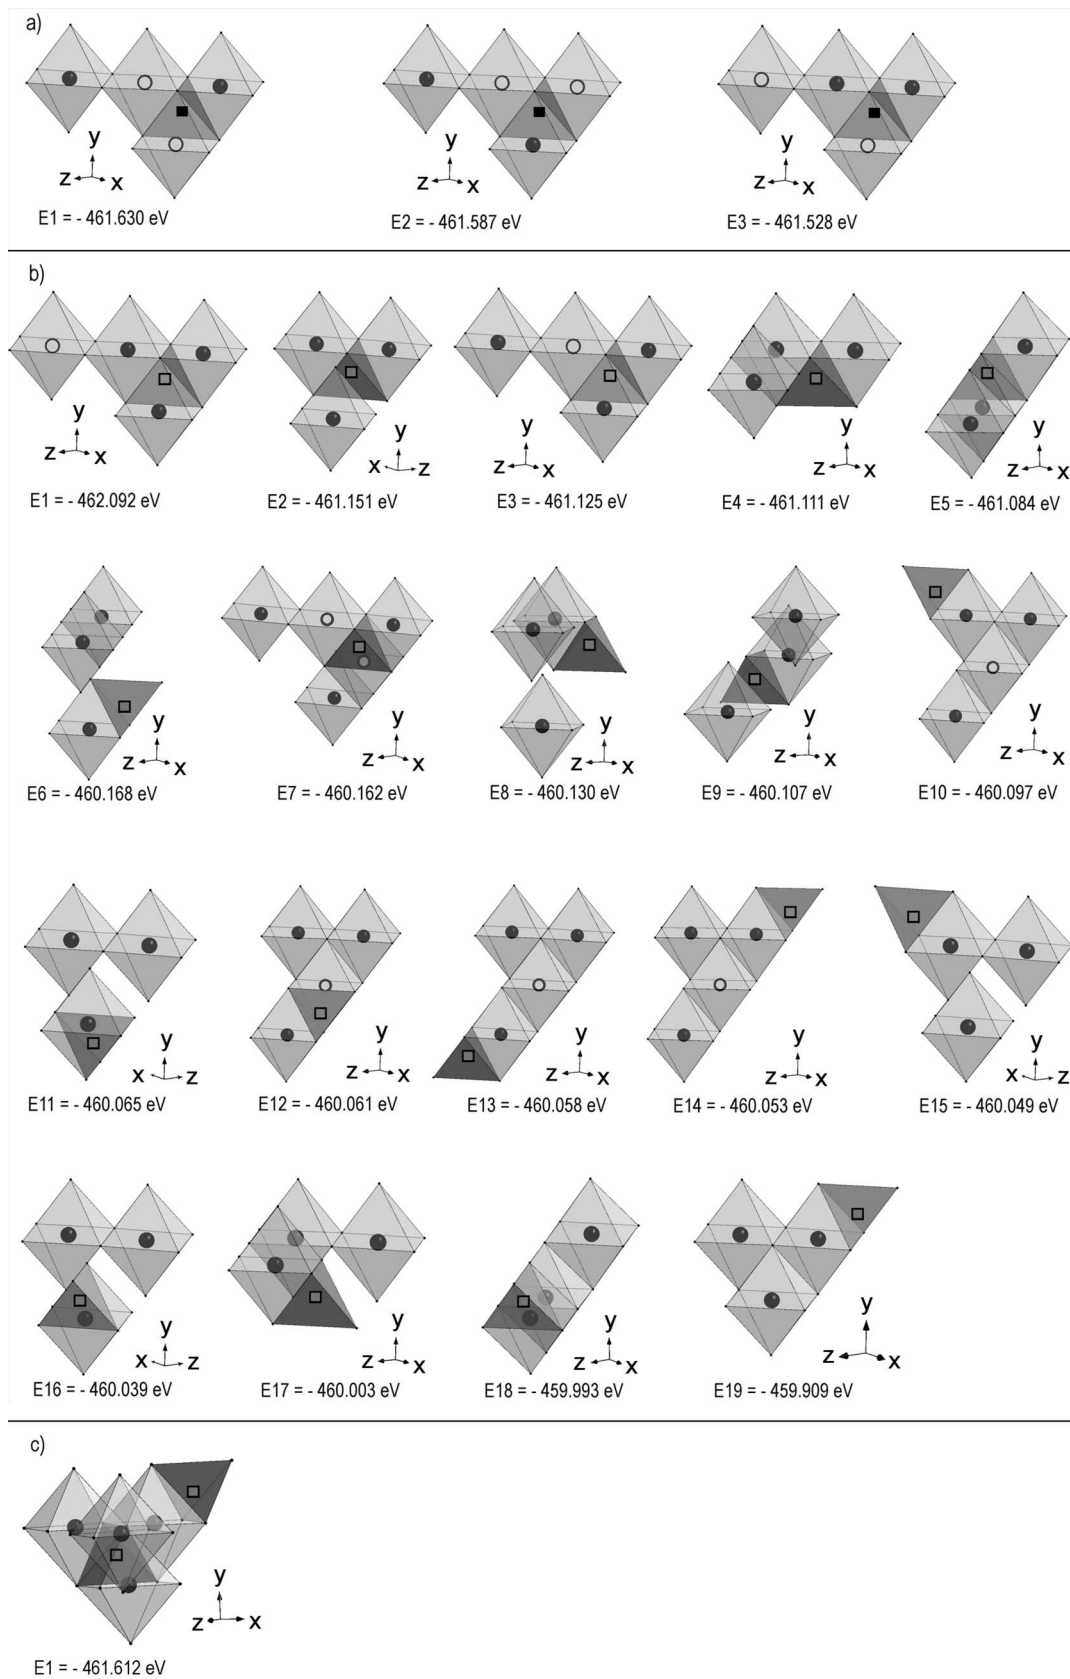 a)
y y y
z x z x z x
E1 = - 461.630 eV E2 = - 461.587 eV E3 = - 461.528 eV
b)
y y y y y
z x x z z x z x z x
E1 = - 462.092 eV E2 = - 461.151 eV E3 = - 461.125 eV E4 = - 461.111 eV E5 = - 461.084 eV
y y y y y
z x z x z x z x z x
E6 = - 460.168 eV E7 = - 460.162 eV E8 = - 460.130 eV E9 = - 460.107 eV E10 = - 460.097 eV
y y y y y
x z z x z x z x x z
E11 = - 460.065 eV E12 = - 460.061 eV E13 = - 460.058 eV E14 = - 460.053 eV E15 = - 460.049 eV
y y y y
x z z x z x z x
E16 = - 460.039 eV E17 = - 460.003 eV E18 = - 459.993 eV E19 = - 459.909 eV
c)
y
z x
E1 = - 461.612 eV